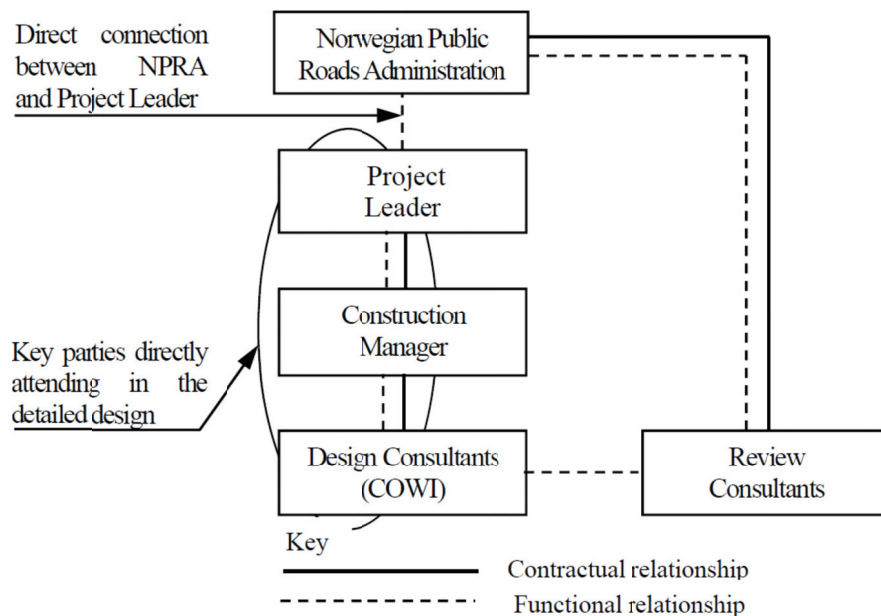 Direct connection
between NPRA
and Project Leader
Norwegian Public
Roads Administration
Project
Leader
Construction
Manager
Key parties directly
attending in the
detailed design
Design Consultants
(COWI)
Review
Consultants
Key
Contractual relationship
Functional relationship